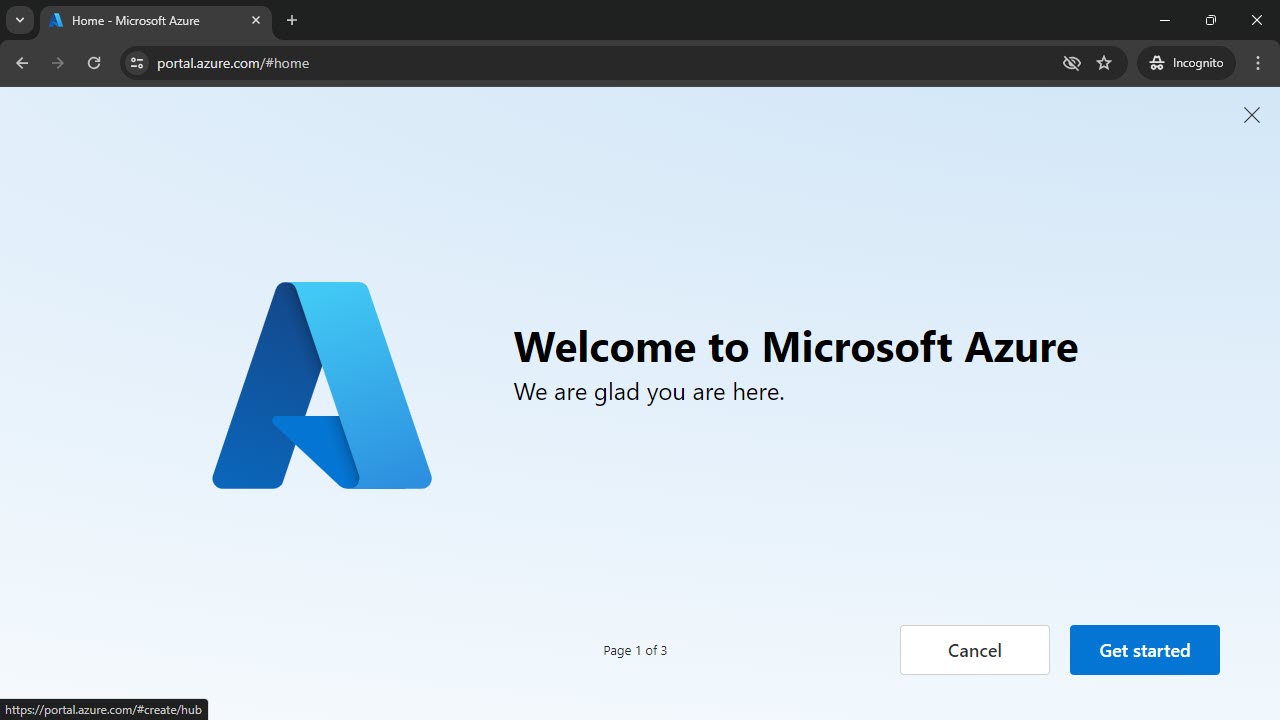 Home - Microsoft Azure
portal.azure.com/#home
Incognito
Welcome to Microsoft Azure
We are glad you are here.
Page 1 of 3
Cancel
Get started
https://portal.azure.com/#create/hub